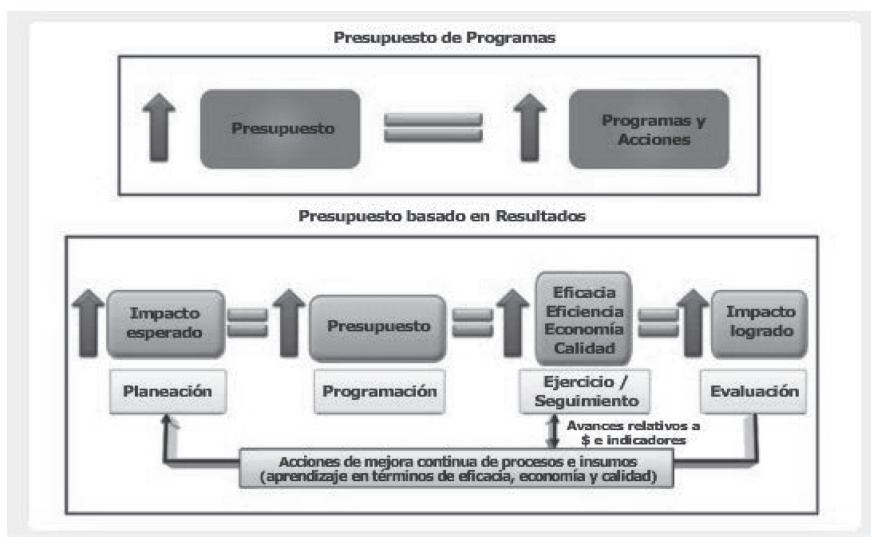 Presupuesto de Programas
Presupuesto
Programas y
Acciones
Presupuesto basado en Resultados
Impacto
esperado
Presupuesto
Eficacia
Eficiencia
Economía
Calidad
Impacto
logrado
Planeación
Programación
Ejercicio /
Seguimiento
Evaluación
Avances relativos a
$ e indicadores
Acciones de mejora continua de procesos e insumos
(aprendizaje en términos de eficacia, economía y calidad)